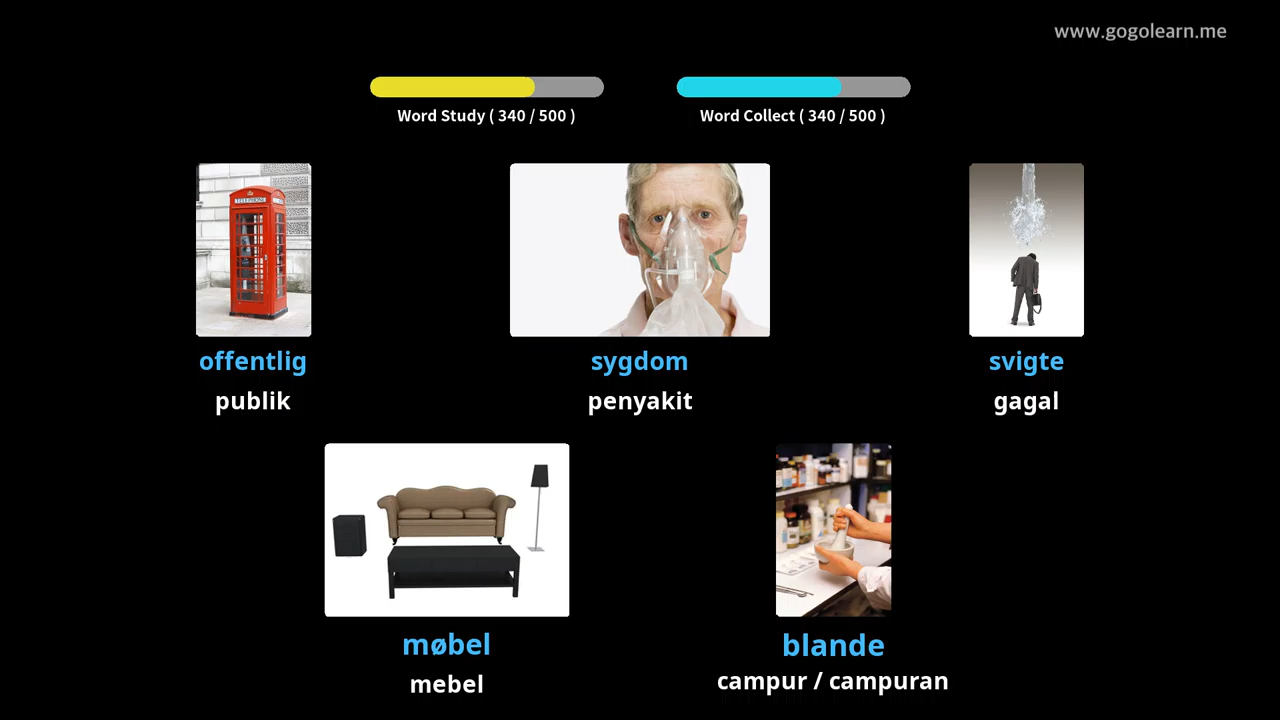 www.gogolearn.me
Word Study ( 340 / 500 )
Word Collect ( 340 / 500 )
TELEPHONE
offentlig
publik
sygdom
penyakit
svigte
gagal
møbel
mebel
blande
campur / campuran